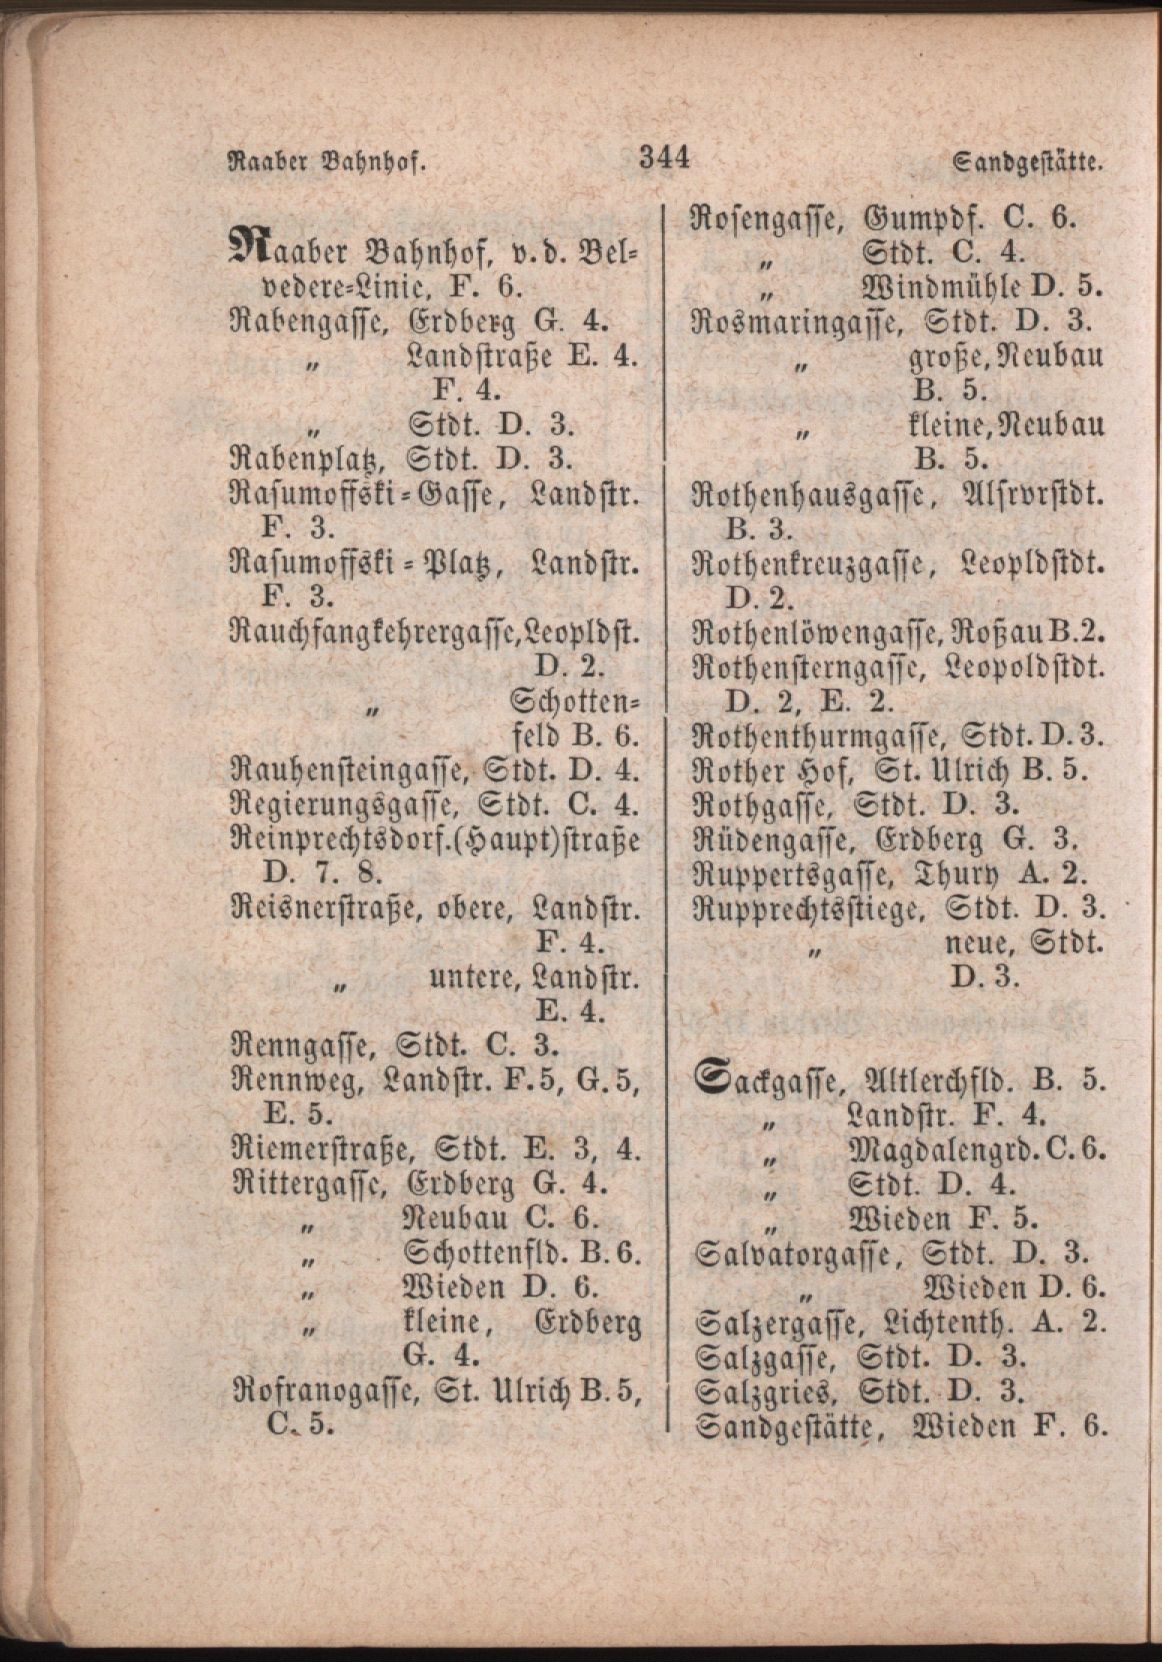 Raaber Bahnhof. 344 Sandgestätte.
Raaber Bahnhof, v. d. Bel-
vedere-Linie, F. 6.
Rabengasse, Erdberg G. 4.
„ Landstraße E. 4.
F. 4.
„ Stdt. D. 3.
Rabenplatz, Stdt. D. 3.
Rasumoffski-Gasse, Landstr.
F. 3.
Rasumoffski-Platz, Landstr.
F. 3.
Rauchfangkehrergasse, Leopldst.
D. 2.
„ Schotten-
feld B. 6.
Rauhensteingasse, Stdt. D. 4.
Regierungsgasse, Stdt. C. 4.
Reinprechtsdorf.(Haupt)straße
D. 7. 8.
Reisnerstraße, obere, Landstr.
F. 4.
„ untere, Landstr.
E. 4.
Renngasse, Stdt. C. 3.
Rennweg, Landstr. F. 5, G. 5,
E. 5.
Riemerstraße, Stdt. E. 3, 4.
Rittergasse, Erdberg G. 4.
„ Neubau C. 6.
„ Schottenfld. B. 6.
„ Wieden D. 6.
„ kleine, Erdberg
G. 4.
Rofranogasse, St. Ulrich B. 5,
C. 5.
Rosengasse, Gumpdf. C. 6.
„ Stdt. C. 4.
„ Windmühle D. 5.
Rosmaringasse, Stdt. D. 3.
„ große, Neubau
B. 5.
„ kleine, Neubau
B. 5.
Rothenhausgasse, Alsrvrstdt.
B. 3.
Rothenkreuzgasse, Leopldstdt.
D. 2.
Rothenlöwengasse, Roßau B. 2.
Rothensterngasse, Leopoldstdt.
D. 2, E. 2.
Rothenthurmgasse, Stdt. D. 3.
Rother Hof, St. Ulrich B. 5.
Rothgasse, Stdt. D. 3.
Rüdengasse, Erdberg G. 3.
Ruppertsgasse, Thury A. 2.
Rupprechtsstiege, Stdt. D. 3.
„ neue, Stdt.
D. 3.
Sackgasse, Altlerchfld. B. 5.
„ Landstr. F. 4.
„ Magdalengrd. C. 6.
„ Stdt. D. 4.
„ Wieden F. 5.
Salvatorgasse, Stdt. D. 3.
„ Wieden D. 6.
Salzergasse, Lichtenth. A. 2.
Salzgasse, Stdt. D. 3.
Salzgries, Stdt. D. 3.
Sandgestätte, Wieden F. 6.